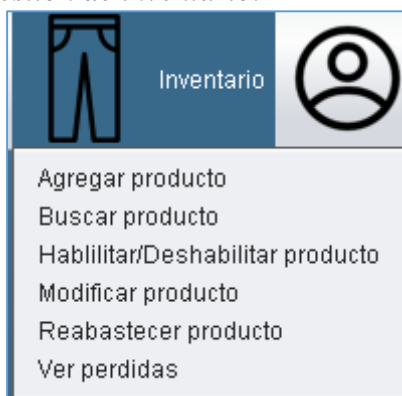 Inventario
Agregar producto
Buscar producto
Hablilitar/Deshabilitar producto
Modificar producto
Reabastecer producto
Ver perdidas